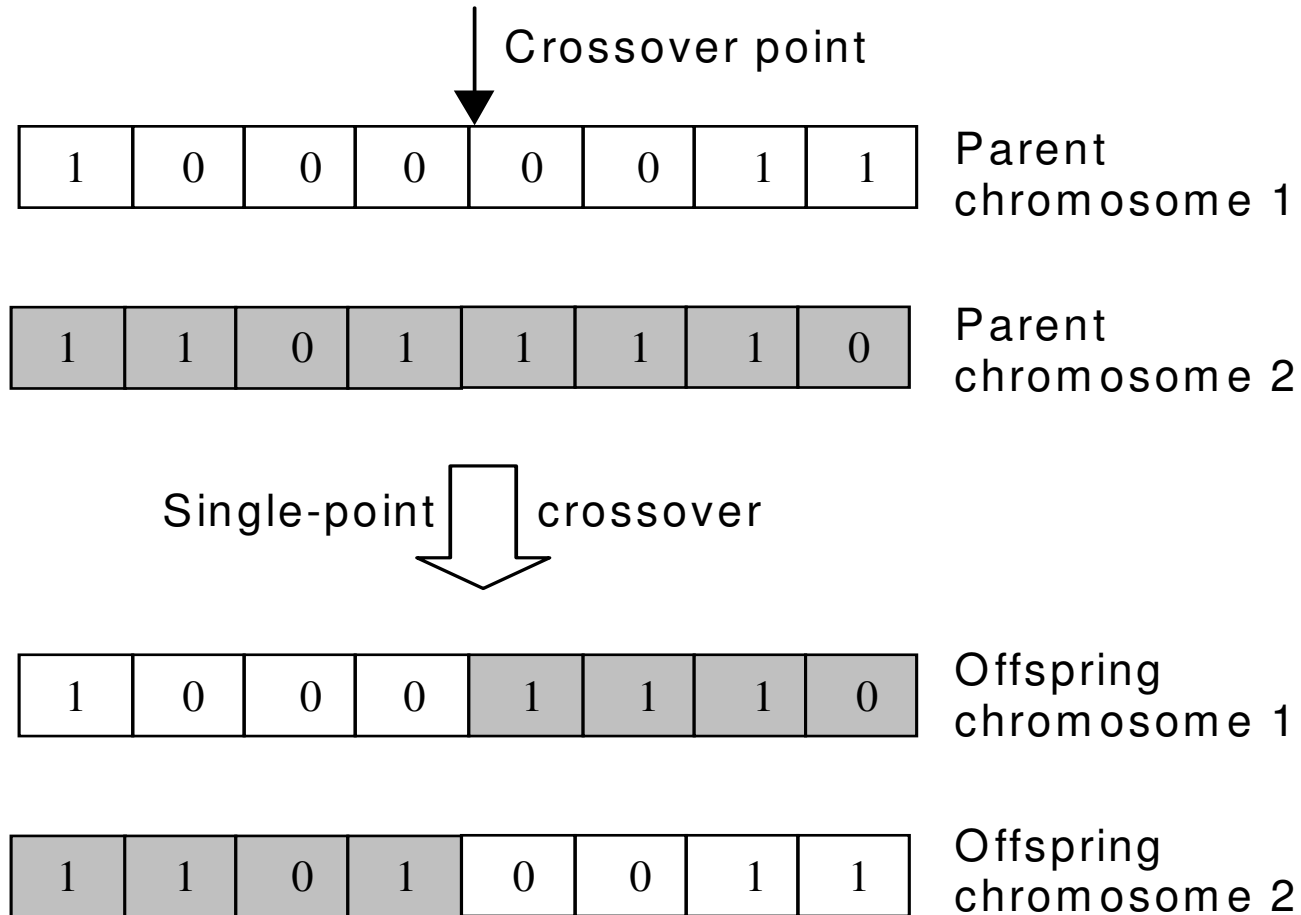 Crossover point
1 0 0 0 0 0 1 1
Parent
chromosome 1
1 1 0 1 1 1 1 0
Parent
chromosome 2
Single-point crossover
1 0 0 0 1 1 1 0
Offspring
chromosome 1
1 1 0 1 0 0 1 1
Offspring
chromosome 2